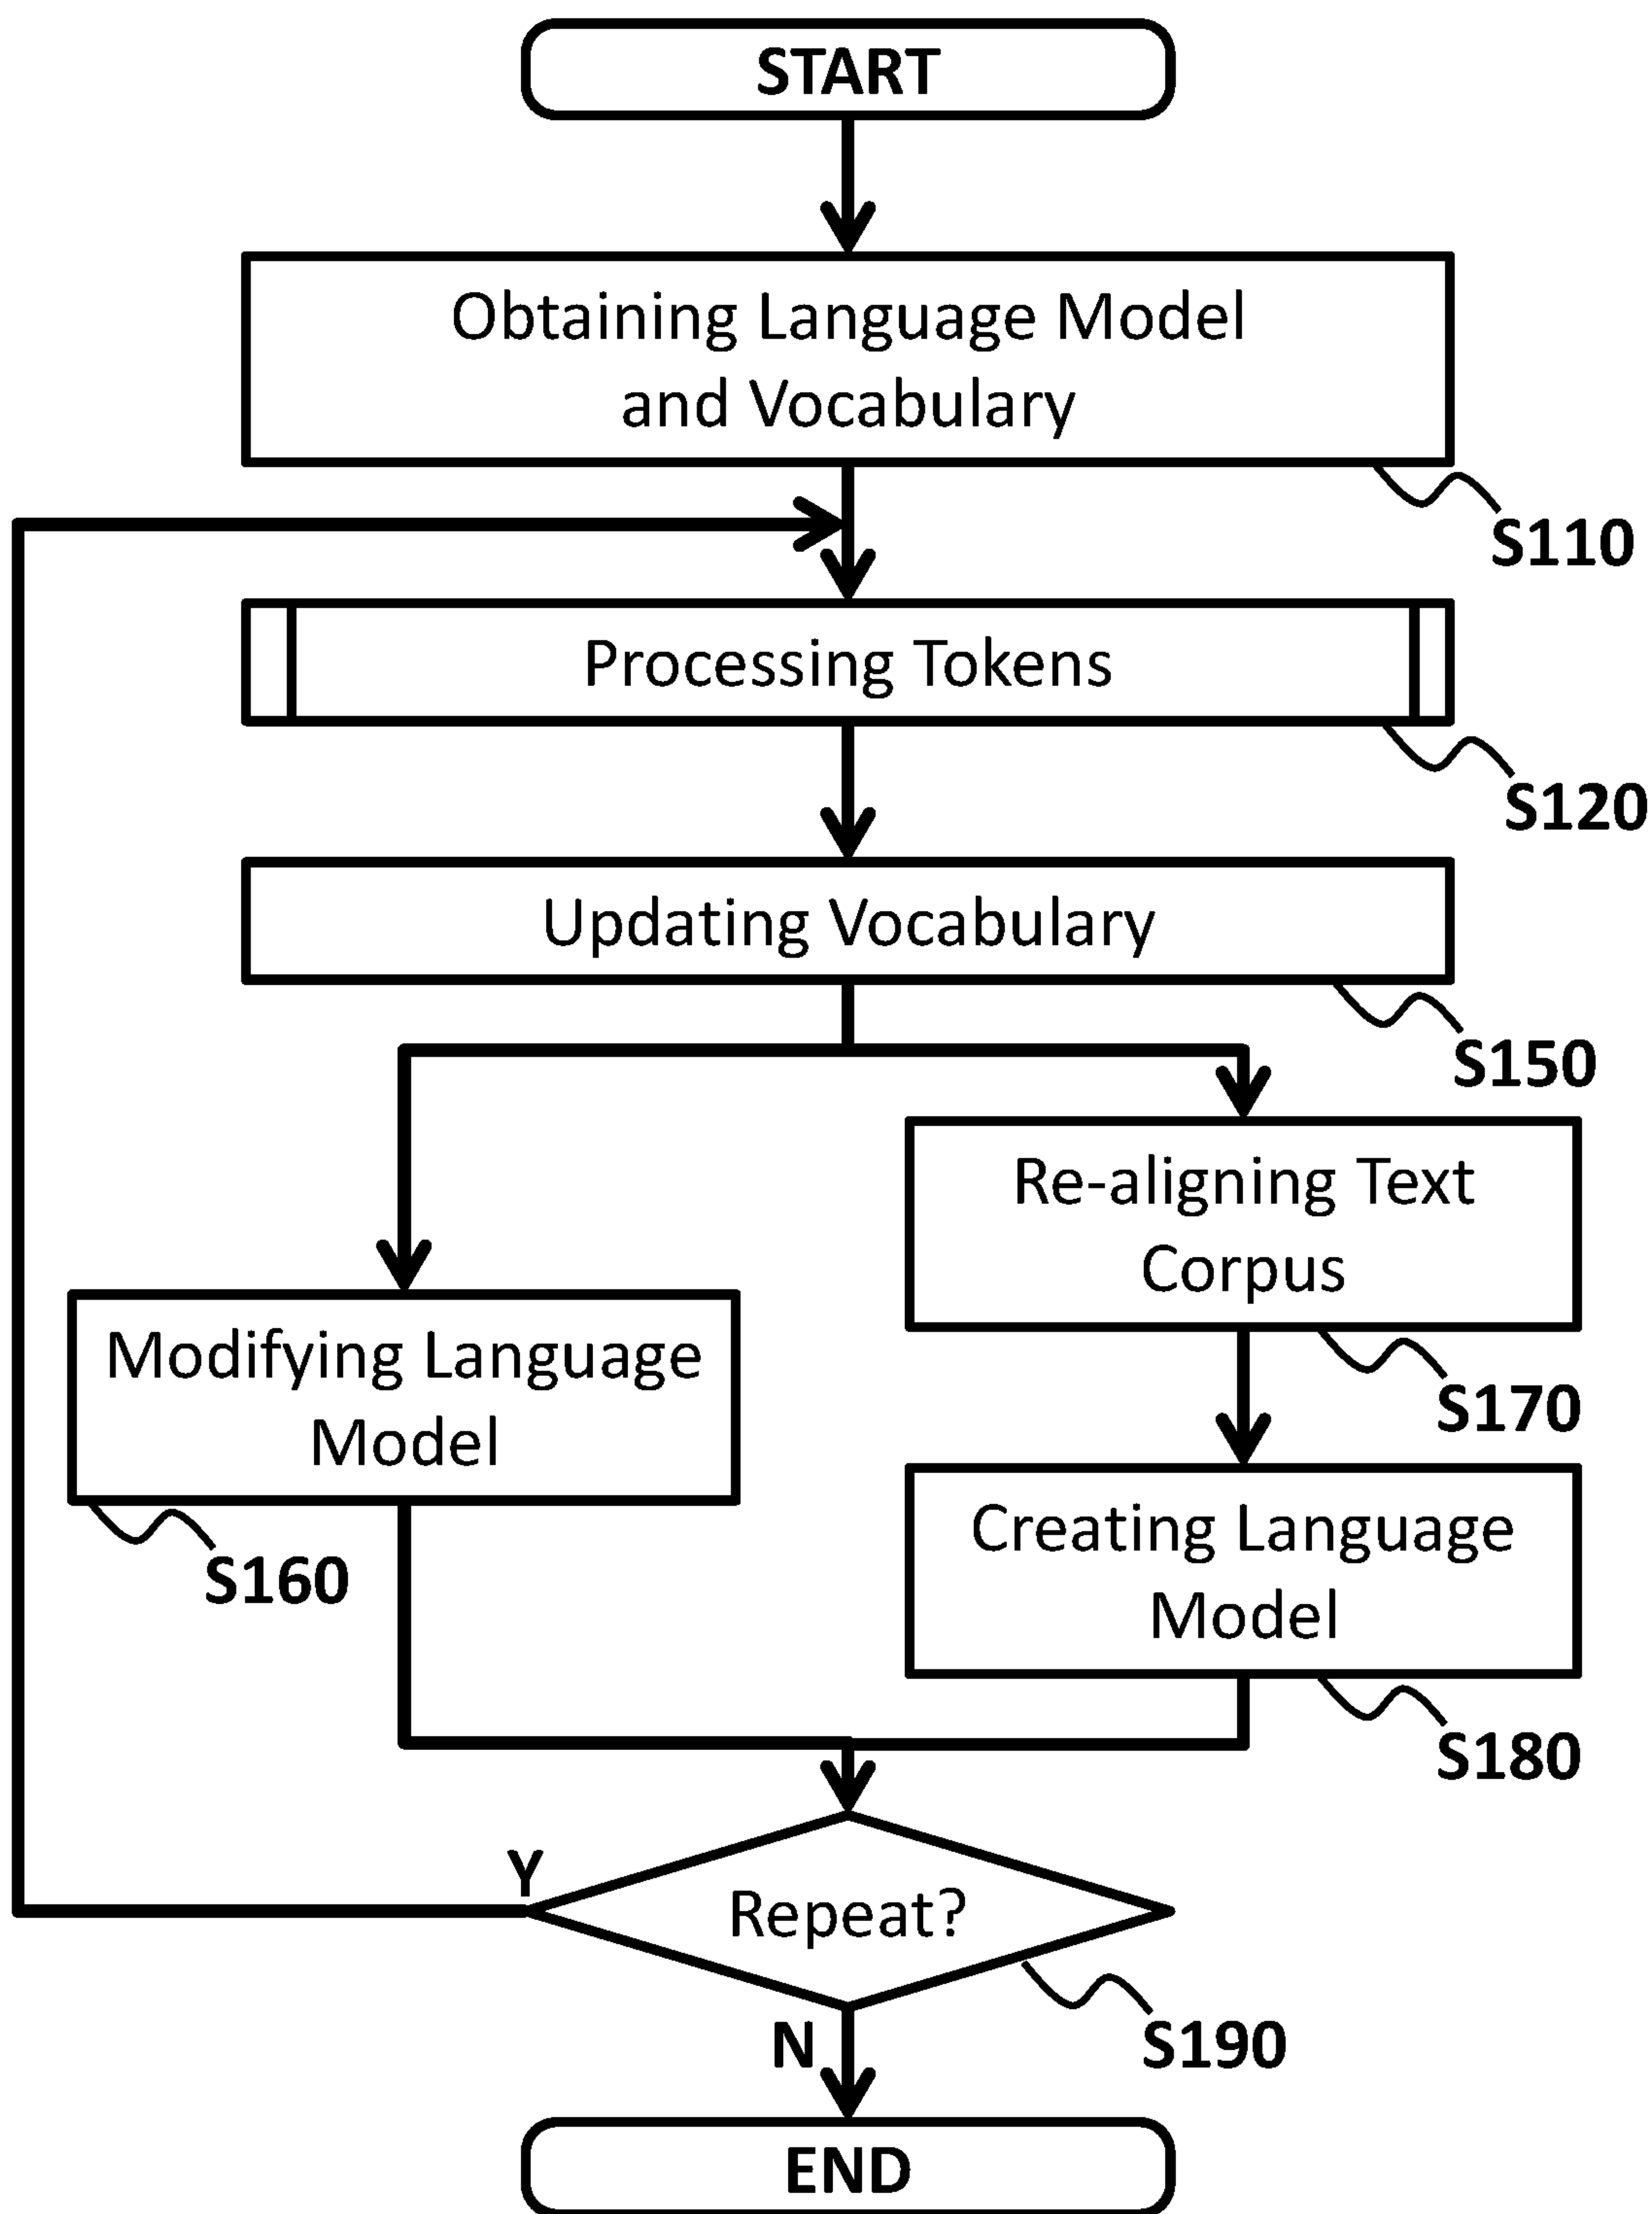 START
Obtaining Language Model
and Vocabulary
S110
Processing Tokens
S120
Updating Vocabulary
S150
Re-aligning Text
Corpus
S170
Modifying Language
Model
S160
Creating Language
Model
S180
Y
Repeat?
S190
N
END